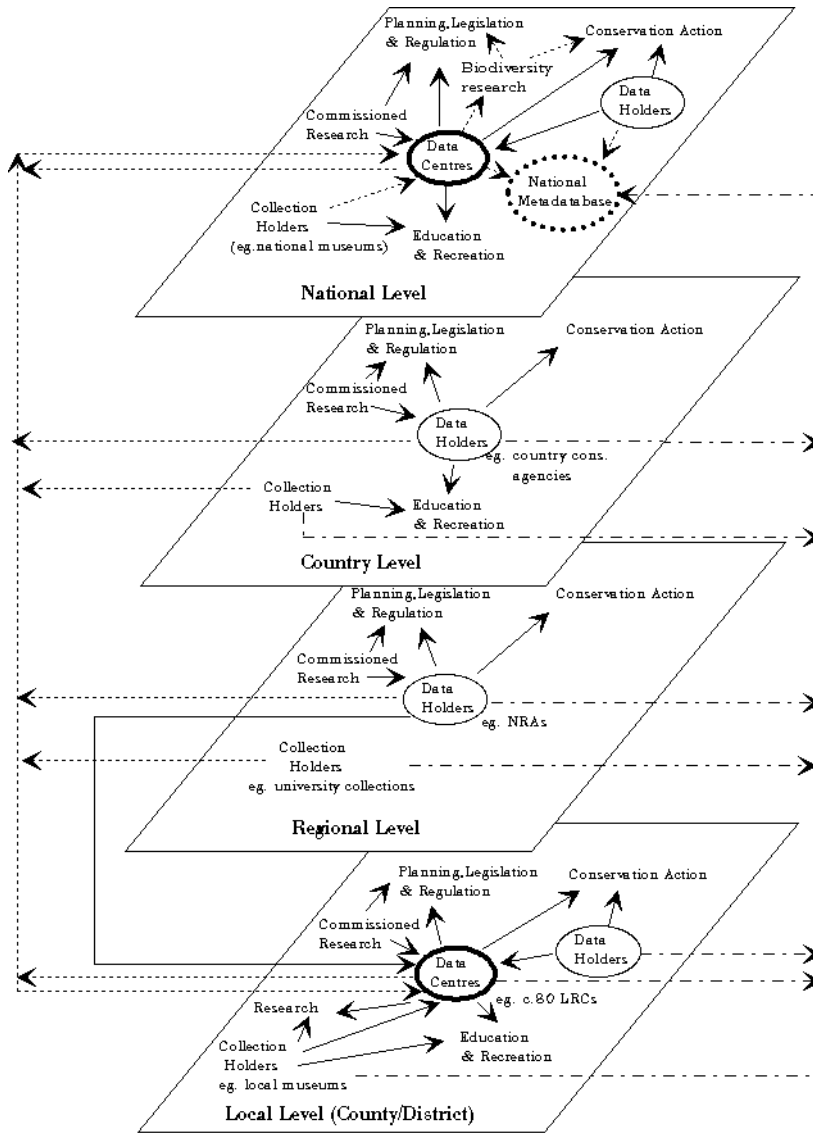 Planning,Legislation
& Regulation
Conservation Action
Biodiversity
research
Data
Holders
Commissioned
Research
Data
Centres
National
Metadatabase
Collection
Holders
(eg.national museums)
Education
& Recreation
National Level
Planning,Legislation
& Regulation
Conservation Action
Commissioned
Research
Data
Holders
eg. country cons.
agencies
Collection
Holders
Education
& Recreation
Country Level
Planning,Legislation
& Regulation
Conservation Action
Commissioned
Research
Data
Holders
eg. NRAs
Collection
Holders
eg. university collections
Regional Level
Planning,Legislation
& Regulation
Conservation Action
Commissioned
Research
Data
Holders
Data
Centres
eg. c.80 LRCs
Research
Collection
Holders
eg. local museums
Education
& Recreation
Local Level (County/District)